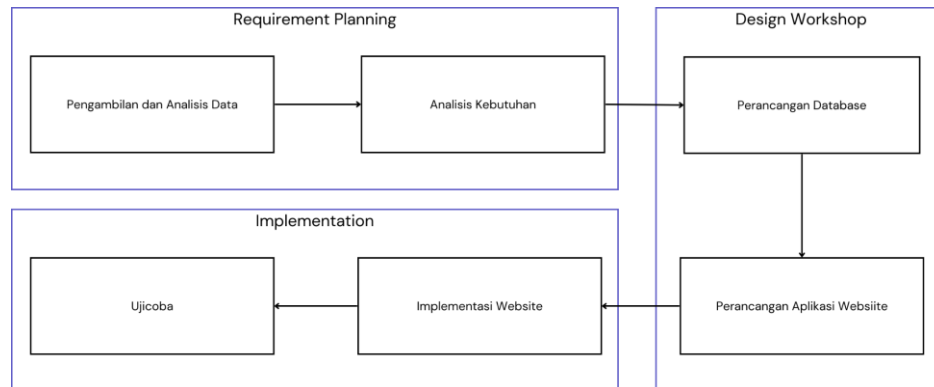 Requirement Planning
Design Workshop
Pengambilan dan Analisis Data
Analisis Kebutuhan
Perancangan Database
Implementation
Ujicoba
Implementasi Website
Perancangan Aplikasi Websiite